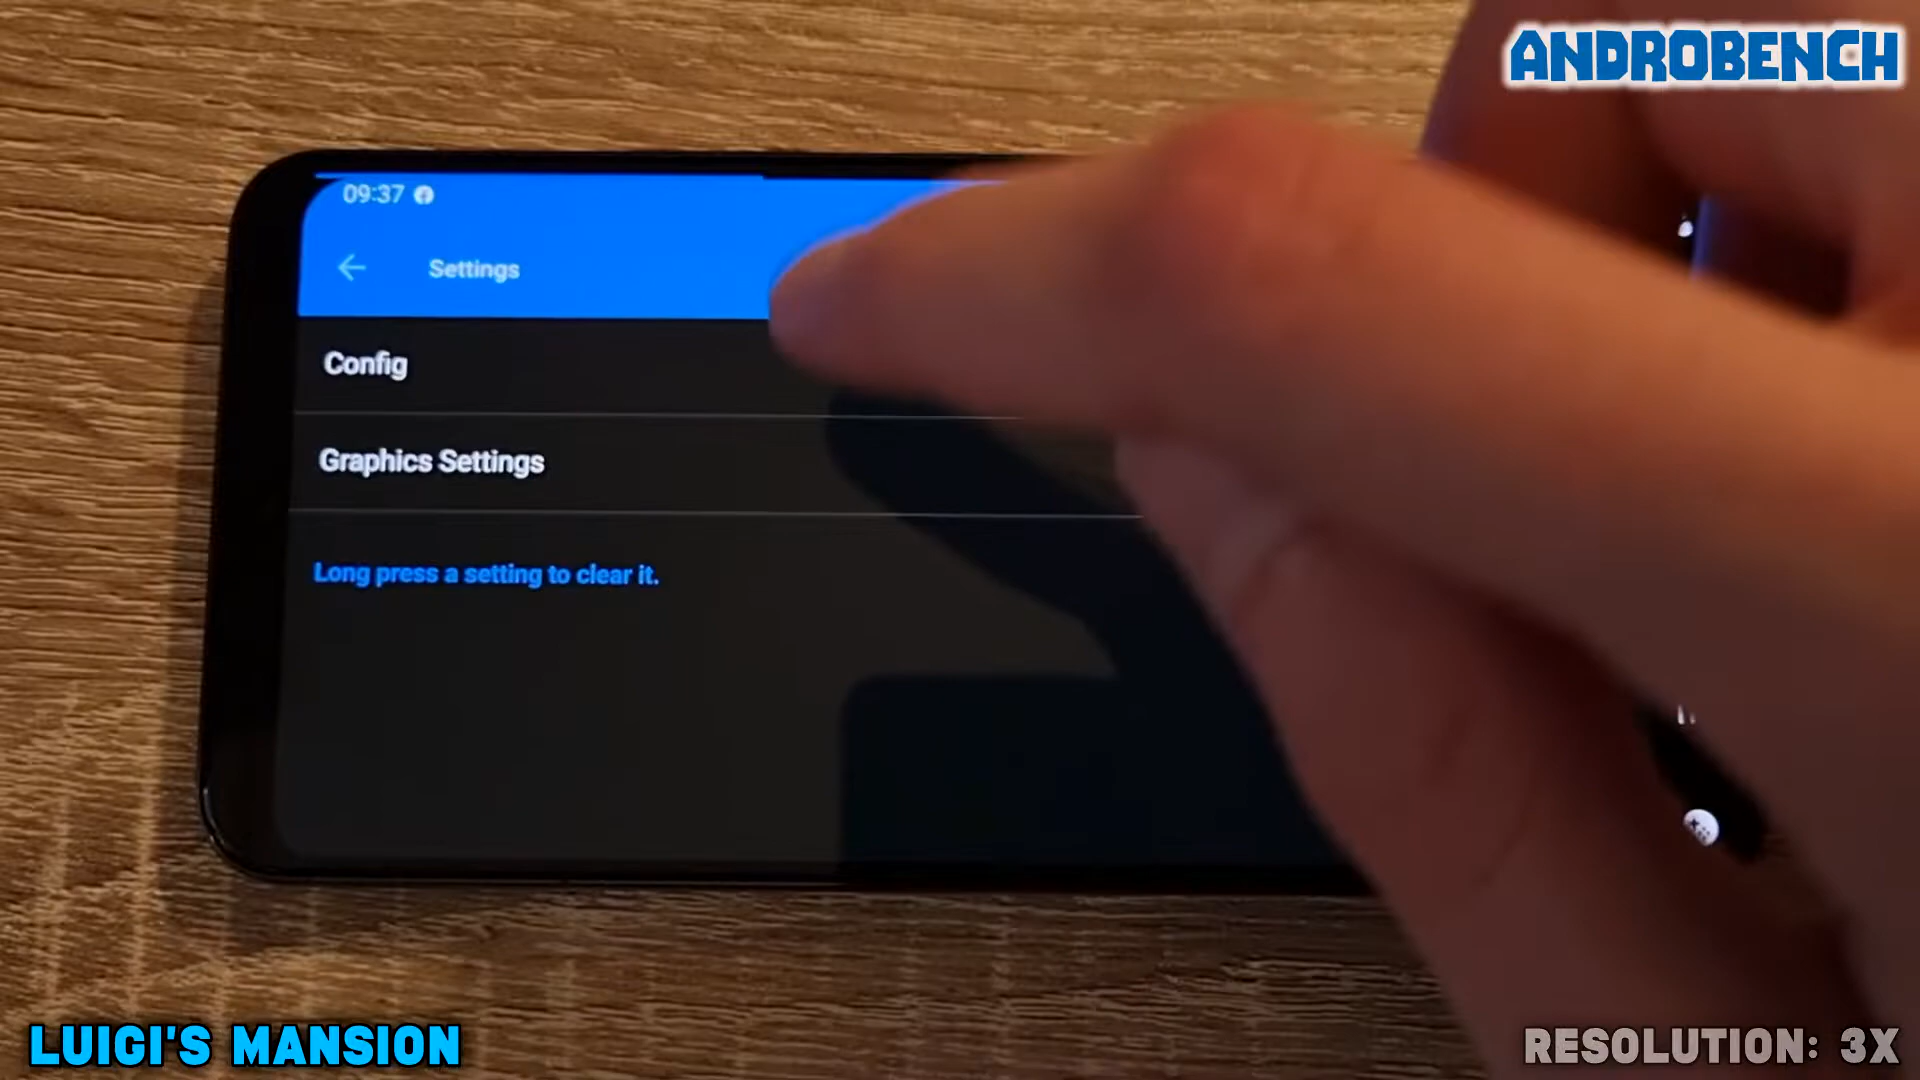 ANDROBENCH
09:37
Settings
Config
Graphics Settings
Long press a setting to clear it.
LUIGI'S MANSION
RESOLUTION: 3X